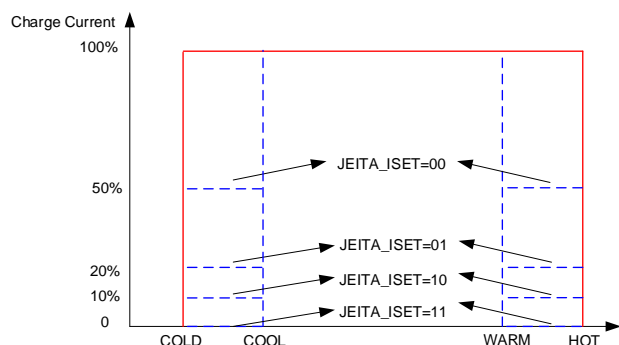 Charge Current
100%
JEITA_ISET=00
50%
JEITA_ISET=01
20%
JEITA_ISET=10
10%
JEITA_ISET=11
0
COLD COOL WARM HOT